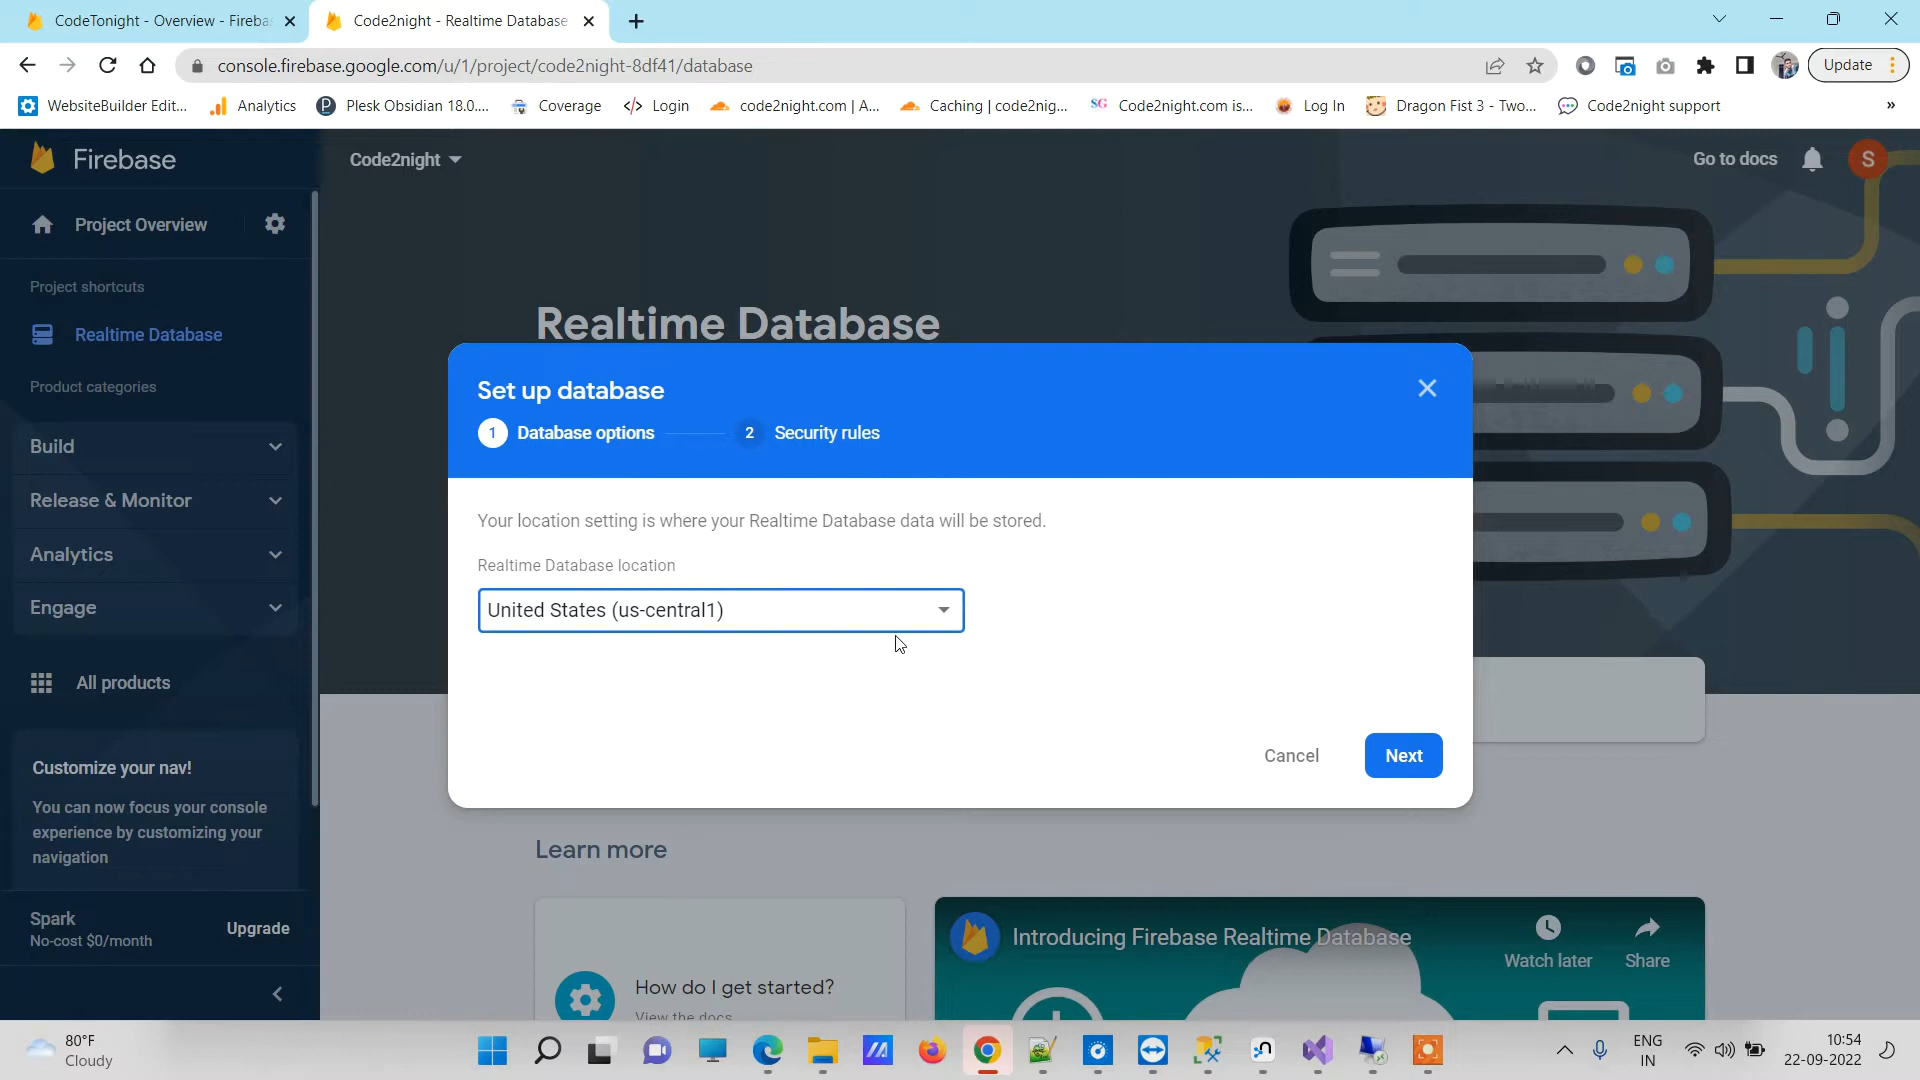 CodeTonight - Overview - Fireba
Code2night - Realtime Database
console.firebase.google.com/u/1/project/code2night-8df41/database
Update
WebsiteBuilder Edit...
Analytics
Plesk Obsidian 18.0....
Coverage
Login
code2night.com | A...
Caching | code2nig...
SG
Code2night.com is...
Log In
Dragon Fist 3 - Two...
Code2night support
»
Firebase
Code2night
Go to docs
S
Project Overview
Project shortcuts
Realtime Database
Product categories
Build
Release & Monitor
Analytics
Engage
All products
Customize your nav!
You can now focus your console
experience by customizing your
navigation
Spark
No-cost $0/month
Upgrade
Realtime Database
Set up database
1 Database options
2 Security rules
Your location setting is where your Realtime Database data will be stored.
Realtime Database location
United States (us-central1)
Cancel
Next
Learn more
How do I get started?
View the docs
Introducing Firebase Realtime Database
Watch later
Share
80°F
Cloudy
ENG
IN
10:54
22-09-2022